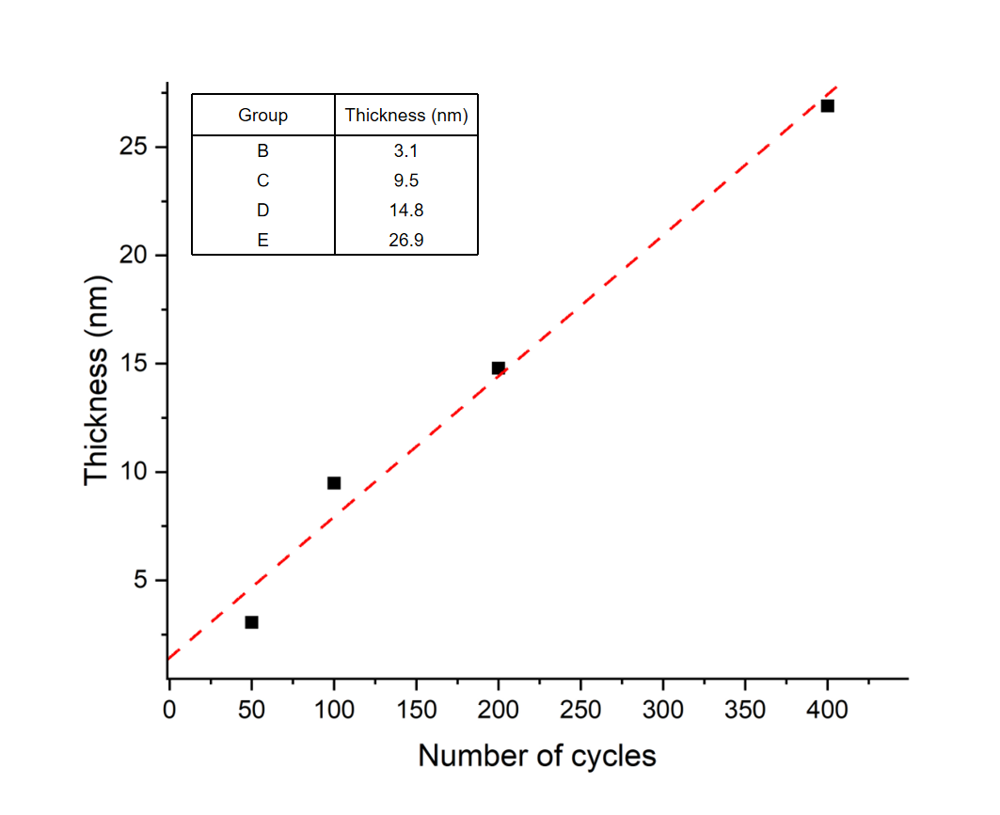 Group Thickness (nm)
B 3.1
C 9.5
D 14.8
E 26.9
25
20
15
10
5
Thickness (nm)
0 50 100 150 200 250 300 350 400
Number of cycles